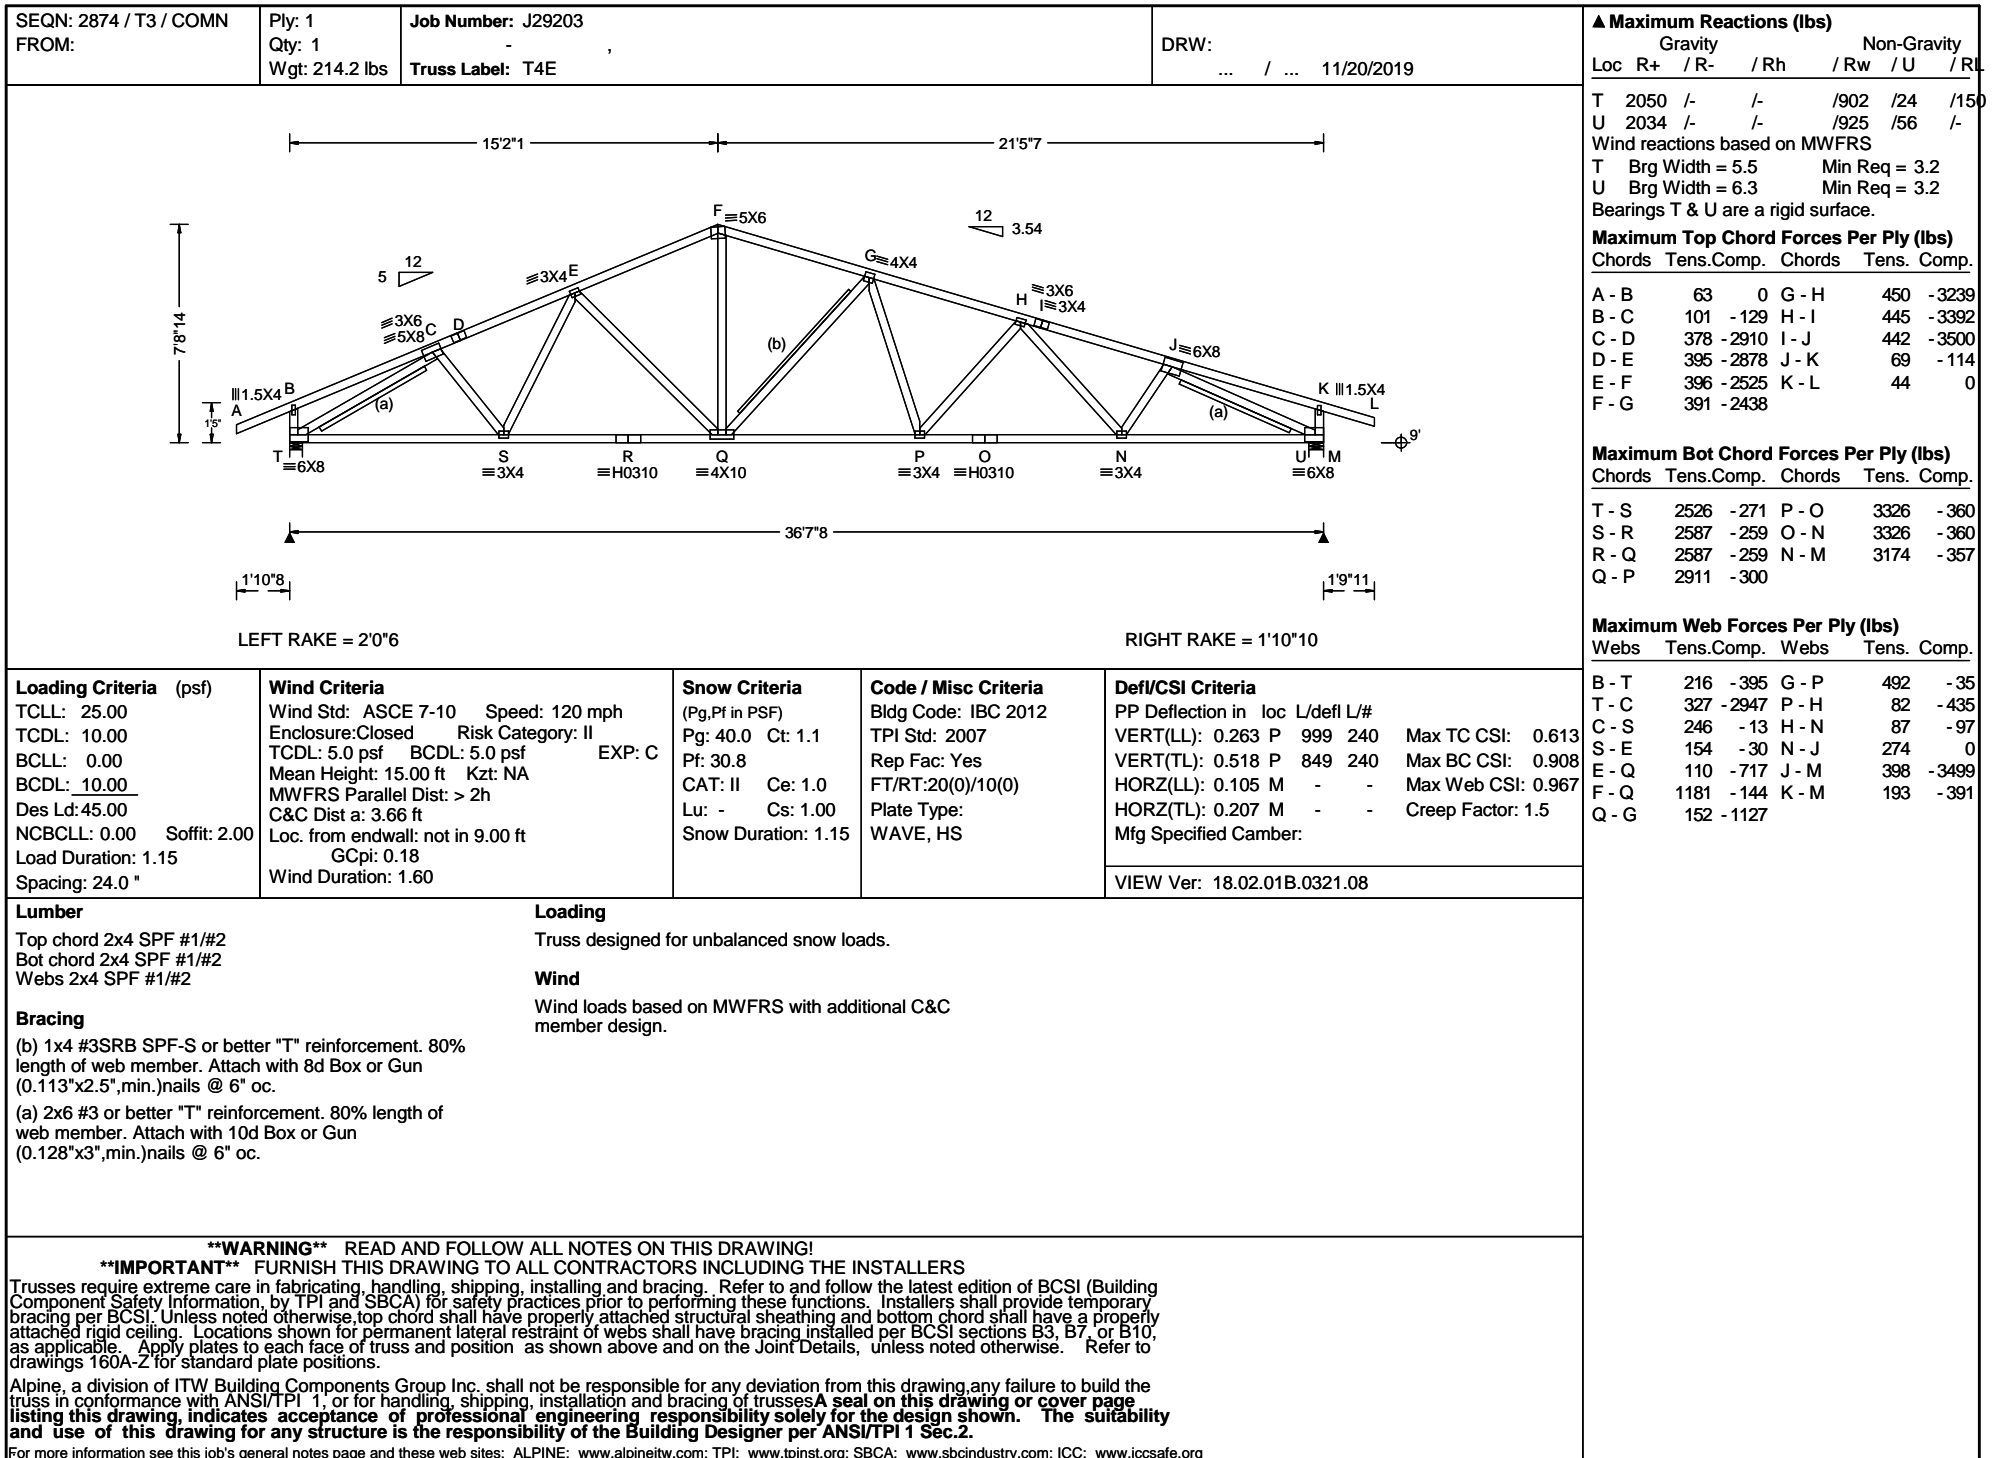 SEQN: 2874 / T3 / COMN
FROM:
Ply: 1
Qty: 1
Wgt: 214.2 lbs
Job Number: J29203
- ,
Truss Label: T4E
DRW:
... / ... 11/20/2019
▲ Maximum Reactions (lbs)
Gravity Non-Gravity
Loc R+ / R- / Rh / Rw / U / RL
T 2050 /- /- /902 /24 /150
U 2034 /- /- /925 /56 /-
Wind reactions based on MWFRS
T Brg Width = 5.5 Min Req = 3.2
U Brg Width = 6.3 Min Req = 3.2
Bearings T & U are a rigid surface.
Maximum Top Chord Forces Per Ply (lbs)
Chords Tens.Comp. Chords Tens. Comp.
A - B 63 0 G - H 450 -3239
B - C 101 -129 H - I 445 -3392
C - D 378 -2910 I - J 442 -3500
D - E 395 -2878 J - K 69 -114
E - F 396 -2525 K - L 44 0
F - G 391 -2438
Maximum Bot Chord Forces Per Ply (lbs)
Chords Tens.Comp. Chords Tens. Comp.
T - S 2526 -271 P - O 3326 -360
S - R 2587 -259 O - N 3326 -360
R - Q 2587 -259 N - M 3174 -357
Q - P 2911 -300
Maximum Web Forces Per Ply (lbs)
Webs Tens.Comp. Webs Tens. Comp.
B - T 216 -395 G - P 492 -35
T - C 327 -2947 P - H 82 -435
C - S 246 -13 H - N 87 -97
S - E 154 -30 N - J 274 0
E - Q 110 -717 J - M 398 -3499
F - Q 1181 -144 K - M 193 -391
Q - G 152 -1127
15'2"1 21'5"7
F ≡5X6
12
3.54
G≡4X4
12
5
≡3X4 E
≡3X6
H I≡3X4
7'8"14
≡3X6
≡5X8 C D
(b)
J≡6X8
B
|||1.5X4
A
1'5"
(a)
(a)
K |||1.5X4
L
9'
T S R Q P O N U M
≡6X8 ≡3X4 ≡H0310 ≡4X10 ≡3X4 ≡H0310 ≡3X4 ≡6X8
36'7"8
1'10"8 1'9"11
LEFT RAKE = 2'0"6 RIGHT RAKE = 1'10"10
Loading Criteria (psf)
TCLL: 25.00
TCDL: 10.00
BCLL: 0.00
BCDL: 10.00
Des Ld: 45.00
NCBCLL: 0.00 Soffit: 2.00
Load Duration: 1.15
Spacing: 24.0 "
Wind Criteria
Wind Std: ASCE 7-10 Speed: 120 mph
Enclosure:Closed Risk Category: II
TCDL: 5.0 psf BCDL: 5.0 psf EXP: C
Mean Height: 15.00 ft Kzt: NA
MWFRS Parallel Dist: > 2h
C&C Dist a: 3.66 ft
Loc. from endwall: not in 9.00 ft
GCpi: 0.18
Wind Duration: 1.60
Snow Criteria
(Pg,Pf in PSF)
Pg: 40.0 Ct: 1.1
Pf: 30.8
CAT: II Ce: 1.0
Lu: - Cs: 1.00
Snow Duration: 1.15
Code / Misc Criteria
Bldg Code: IBC 2012
TPI Std: 2007
Rep Fac: Yes
FT/RT:20(0)/10(0)
Plate Type:
WAVE, HS
Defl/CSI Criteria
PP Deflection in loc L/defl L/#
VERT(LL): 0.263 P 999 240 Max TC CSI: 0.613
VERT(TL): 0.518 P 849 240 Max BC CSI: 0.908
HORZ(LL): 0.105 M - - Max Web CSI: 0.967
HORZ(TL): 0.207 M - - Creep Factor: 1.5
Mfg Specified Camber:
VIEW Ver: 18.02.01B.0321.08
Lumber
Top chord 2x4 SPF #1/#2
Bot chord 2x4 SPF #1/#2
Webs 2x4 SPF #1/#2
Bracing
(b) 1x4 #3SRB SPF-S or better "T" reinforcement. 80%
length of web member. Attach with 8d Box or Gun
(0.113"x2.5",min.)nails @ 6" oc.
(a) 2x6 #3 or better "T" reinforcement. 80% length of
web member. Attach with 10d Box or Gun
(0.128"x3",min.)nails @ 6" oc.
Loading
Truss designed for unbalanced snow loads.
Wind
Wind loads based on MWFRS with additional C&C
member design.
**WARNING** READ AND FOLLOW ALL NOTES ON THIS DRAWING!
**IMPORTANT** FURNISH THIS DRAWING TO ALL CONTRACTORS INCLUDING THE INSTALLERS
Trusses require extreme care in fabricating, handling, shipping, installing and bracing. Refer to and follow the latest edition of BCSI (Building
Component Safety Information, by TPI and SBCA) for safety practices prior to performing these functions. Installers shall provide temporary
bracing per BCSI. Unless noted otherwise,top chord shall have properly attached structural sheathing and bottom chord shall have a properly
attached rigid ceiling. Locations shown for permanent lateral restraint of webs shall have bracing installed per BCSI sections B3, B7, or B10,
as applicable. Apply plates to each face of truss and position as shown above and on the Joint Details, unless noted otherwise. Refer to
drawings 160A-Z for standard plate positions.
Alpine, a division of ITW Building Components Group Inc. shall not be responsible for any deviation from this drawing,any failure to build the
truss in conformance with ANSI/TPI 1, or for handling, shipping, installation and bracing of trussesA seal on this drawing or cover page
listing this drawing, indicates acceptance of professional engineering responsibility solely for the design shown. The suitability
and use of this drawing for any structure is the responsibility of the Building Designer per ANSI/TPI 1 Sec.2.
For more information see this job's general notes page and these web sites: ALPINE: www.alpineitw.com; TPI: www.tpinst.org; SBCA: www.sbcindustry.com; ICC: www.iccsafe.org